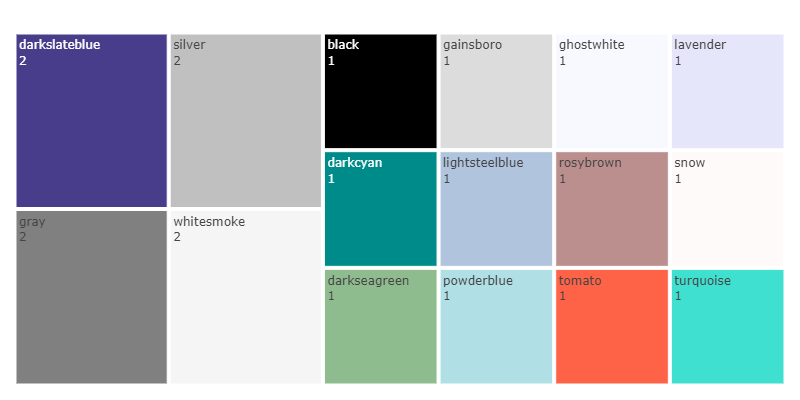 darkslateblue
2
silver
2
black
1
gainsboro
1
ghostwhite
1
lavender
1
darkcyan
1
lightsteelblue
1
rosybrown
1
snow
1
gray
2
whitesmoke
2
darkseagreen
1
powderblue
1
tomato
1
turquoise
1